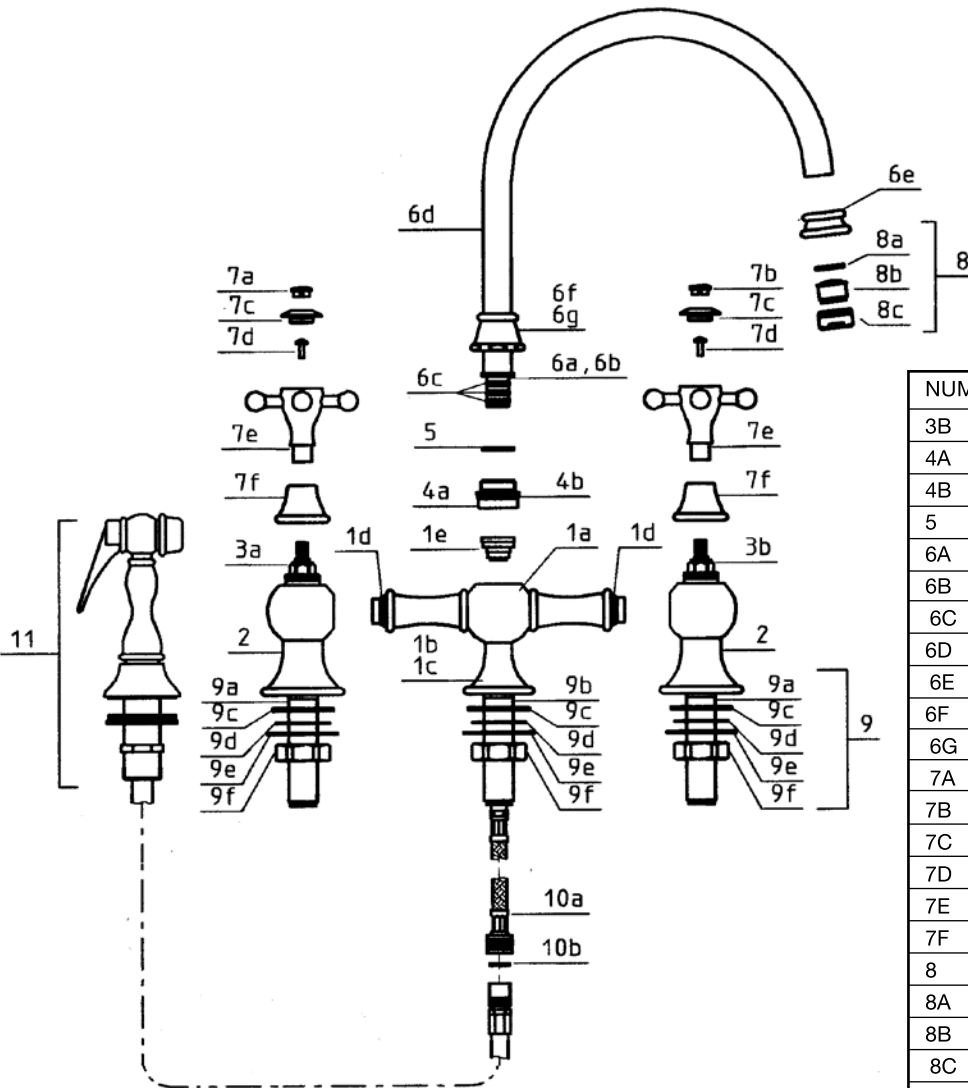 6e
6d
8a
8
7a
7b
8b
7c
6f
7c
6g
8c
7d
7d
6a, 6b
6c
7e
5
7e
7f
4a
4b
7f
1d
1e
1a
1d
3a
3b
11
2
1b
2
1c
9a
9b
9a
9c
9c
9c
9d
9d
9d
9
9e
9e
9e
9f
9f
9f
10a
10b
NUM
3B
4A
4B
5
6A
6B
6C
6D
6E
6F
6G
7A
7B
7C
7D
7E
7F
8
8A
8B
8C